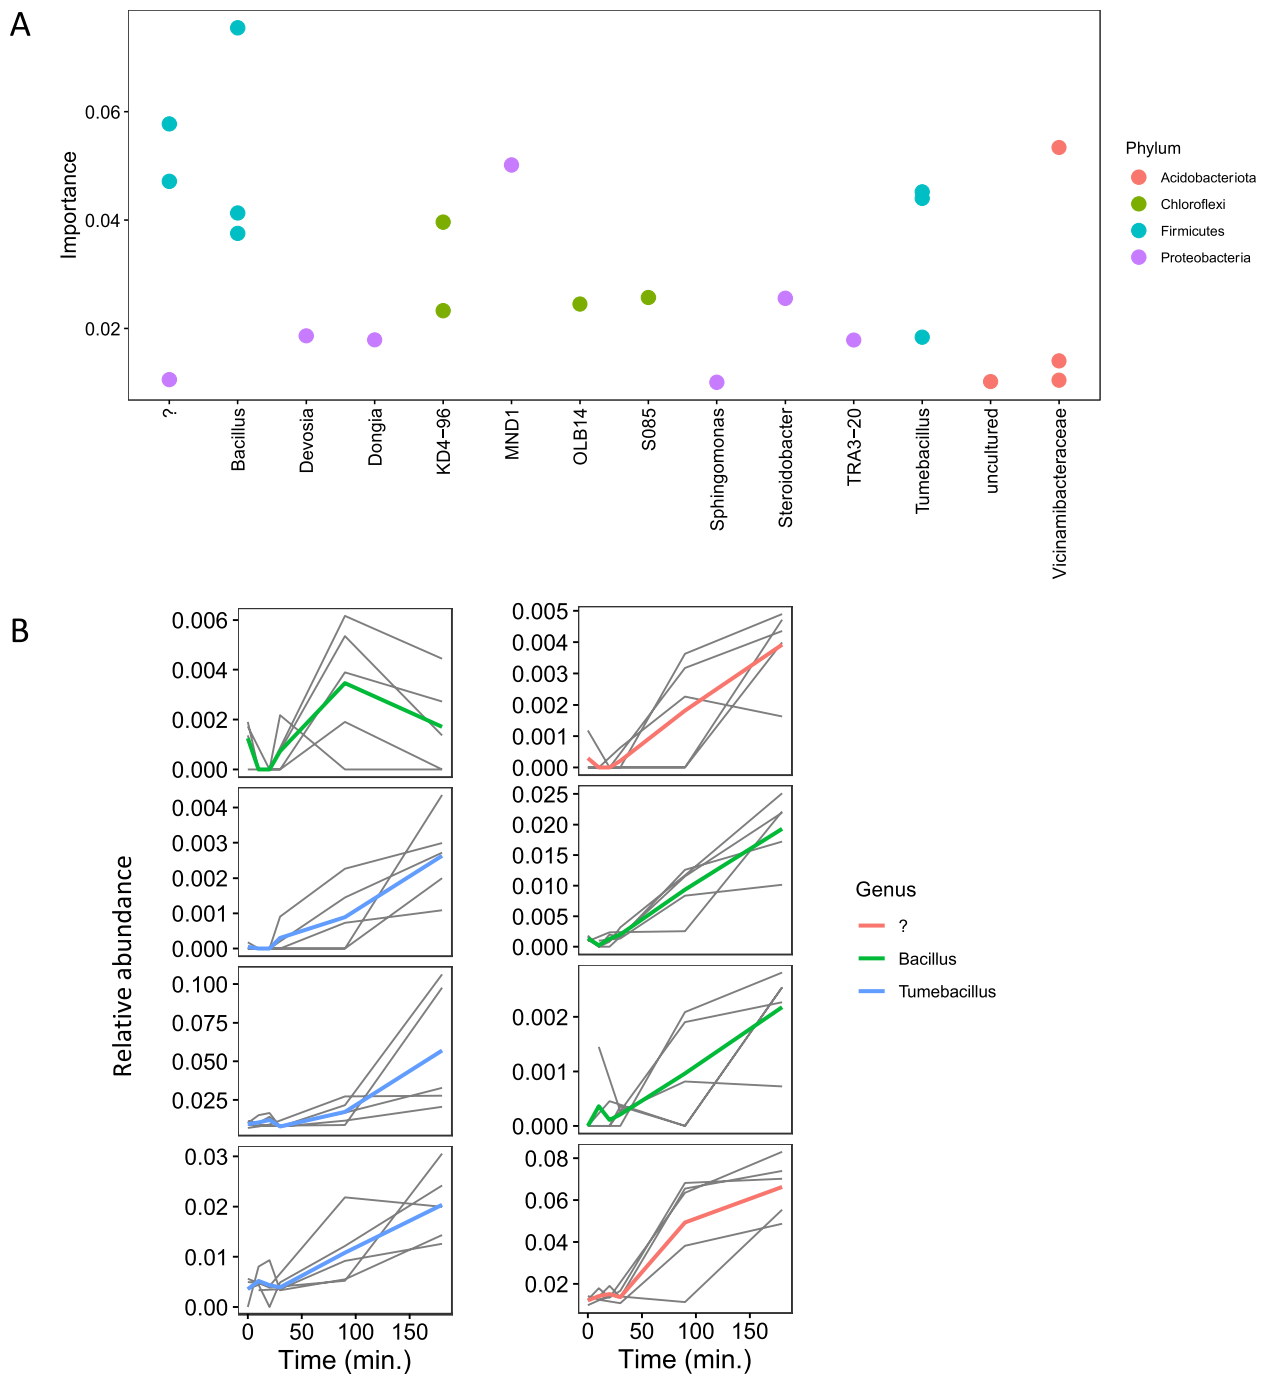 A
Importance
0.06
0.04
0.02
?
Bacillus
Devosia
Dongia
KD4−96
MND1
OLB14
S085
Sphingomonas
Steroidobacter
TRA3−20
Tumebacillus
uncultured
Vicinamibacteraceae
Phylum
Acidobacteriota
Chloroflexi
Firmicutes
Proteobacteria
B
Relative abundance
0.006
0.004
0.002
0.000
0.005
0.004
0.003
0.002
0.001
0.000
0.004
0.003
0.002
0.001
0.000
0.025
0.020
0.015
0.010
0.005
0.000
0.100
0.075
0.050
0.025
0.002
0.001
0.000
0.03
0.02
0.01
0.00
0.08
0.06
0.04
0.02
0 50 100 150
0 50 100 150
Time (min.)
Time (min.)
Genus
?
Bacillus
Tumebacillus